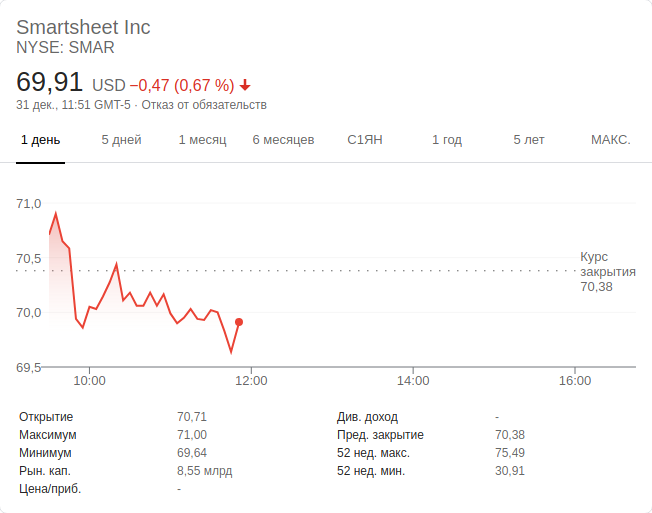 Smartsheet Inc
NYSE: SMAR
69,91 USD −0,47 (0,67 %)
31 дек., 11:51 GMT-5 · Отказ от обязательств
1 день 5 дней 1 месяц 6 месяцев С1ЯН 1 год 5 лет МАКС.
71,0
70,5
70,0
69,5
Курс
закрытия
70,38
10:00 12:00 14:00 16:00
Открытие 70,71 Див. доход -
Максимум 71,00 Пред. закрытие 70,38
Минимум 69,64 52 нед. макс. 75,49
Рын. кап. 8,55 млрд 52 нед. мин. 30,91
Цена/приб. -